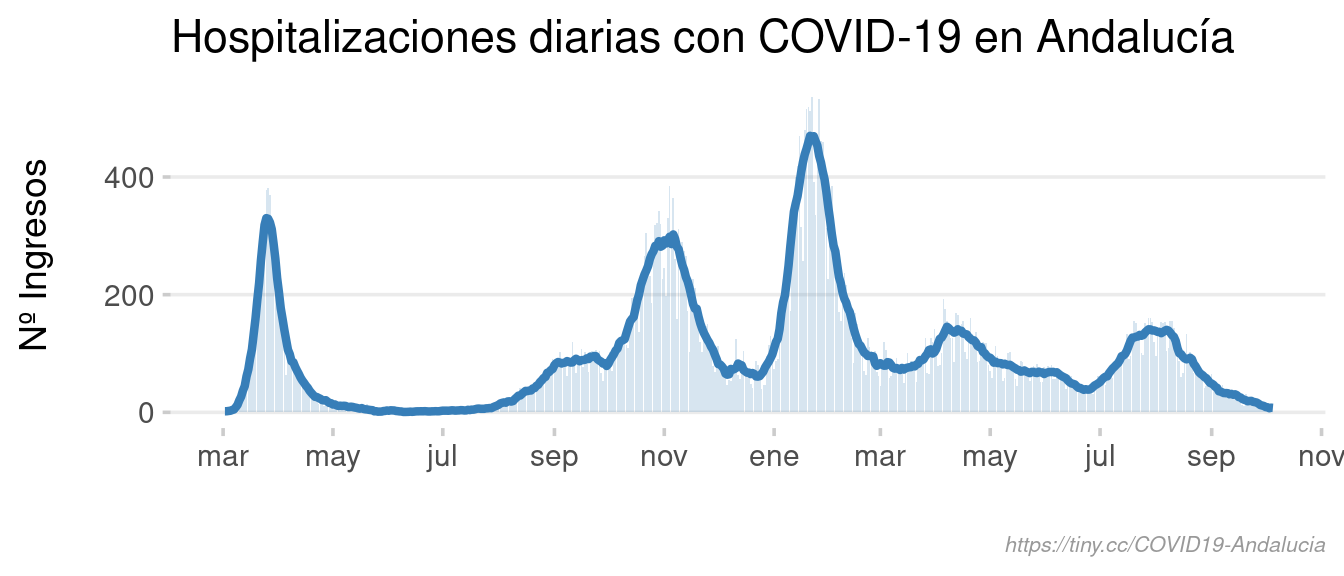 Hospitalizaciones diarias con COVID-19 en Andalucía
Nº Ingresos
400
200
0
mar may jul sep nov ene mar may jul sep nov
https://tiny.cc/COVID19-Andalucia